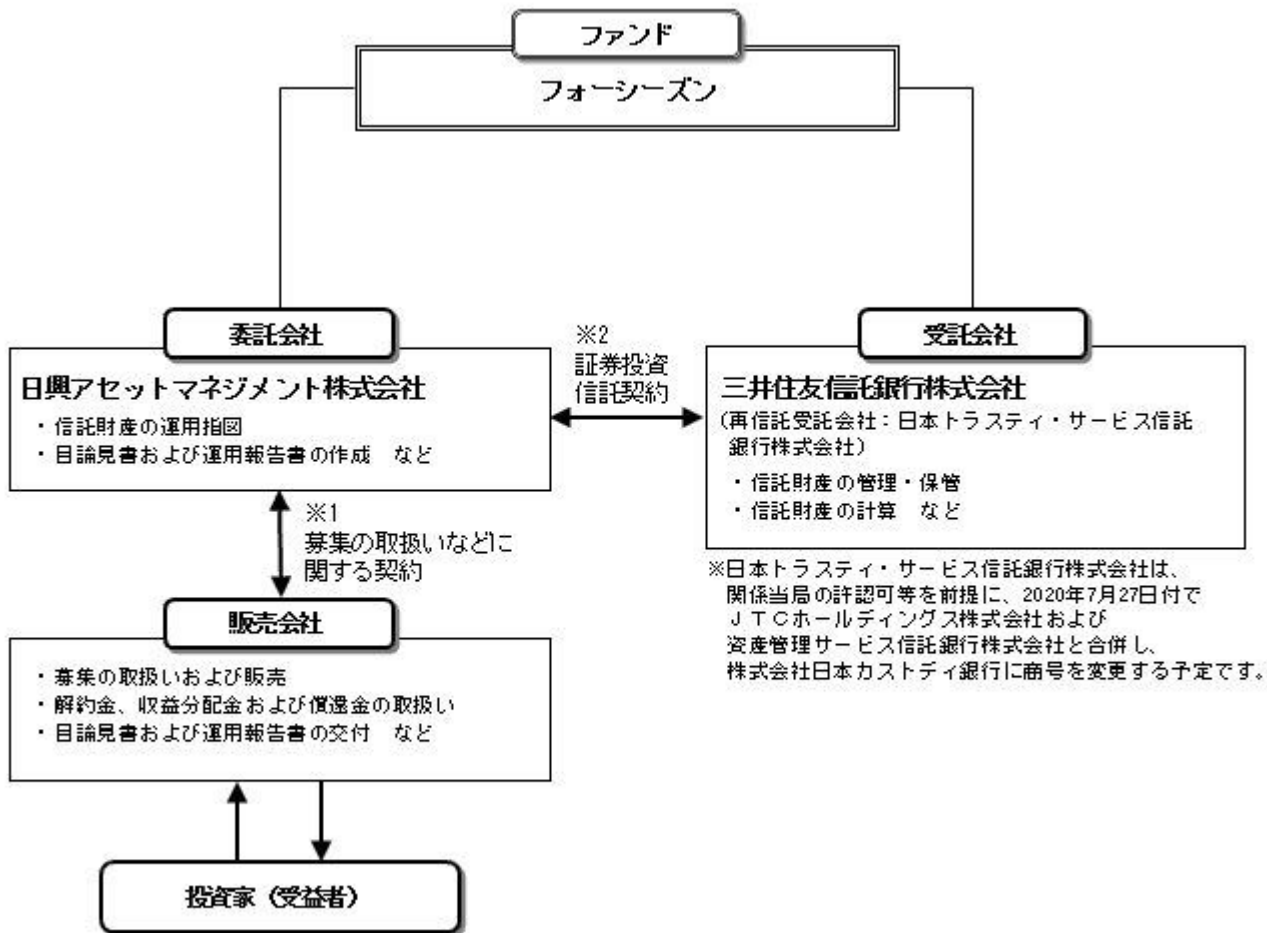 ファンド
フォーシーズン
委託会社
日興アセットマネジメント株式会社
・信託財産の運用指図
・目論見書および運用報告書の作成　など
※2
証券投資
信託契約
受託会社
三井住友信託銀行株式会社
(再信託受託会社：日本トラスティ・サービス信託
銀行株式会社)
・信託財産の管理・保管
・信託財産の計算　など
※日本トラスティ・サービス信託銀行株式会社は、
関係当局の許認可等を前提に、2020年7月27日付で
ＪＴＣホールディングス株式会社および
資産管理サービス信託銀行株式会社と合併し、
株式会社日本カストディ銀行に商号を変更する予定です。
※1
募集の取扱いなどに
関する契約
販売会社
・募集の取扱いおよび販売
・解約金、収益分配金および償還金の取扱い
・目論見書および運用報告書の交付　など
投資家（受益者）